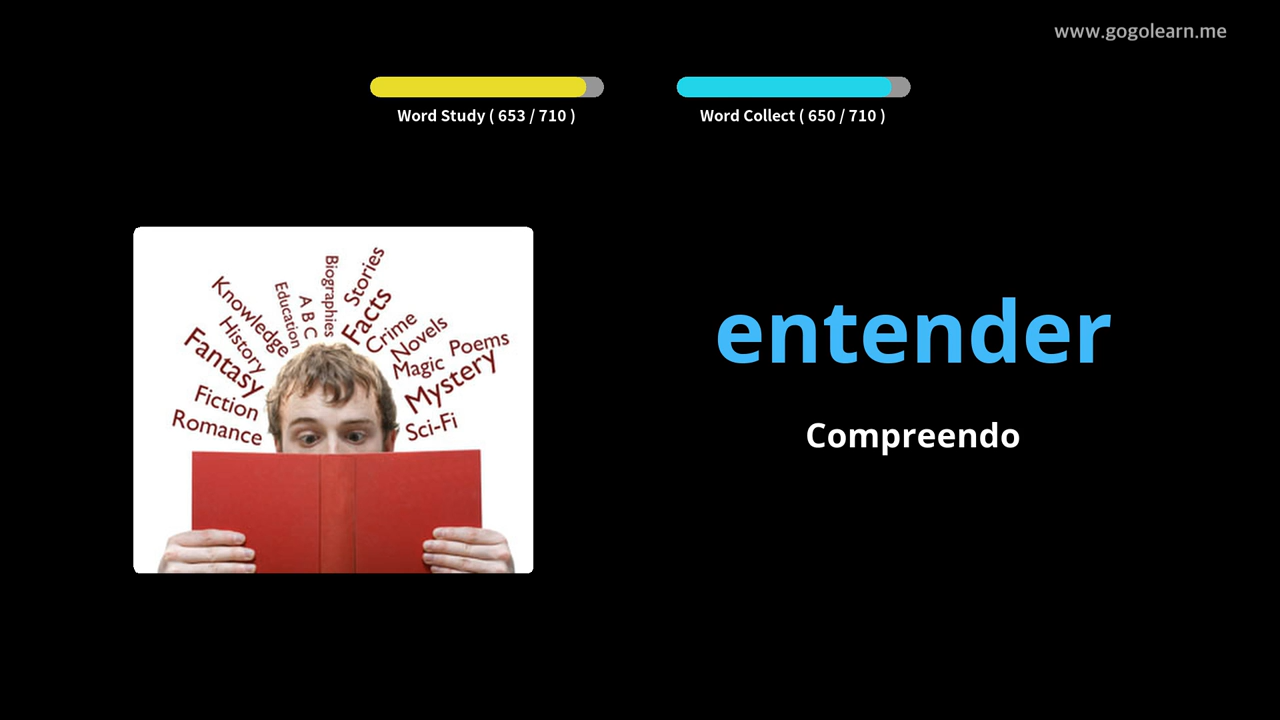 www.gogolearn.me
Word Study ( 653 / 710 )
Word Collect ( 650 / 710 )
Biographies
Stories
Facts
A B C
Education
Knowledge
History
Fantasy
Fiction
Romance
Crime
Novels
Magic
Poems
Mystery
Sci-Fi
entender
Compreendo